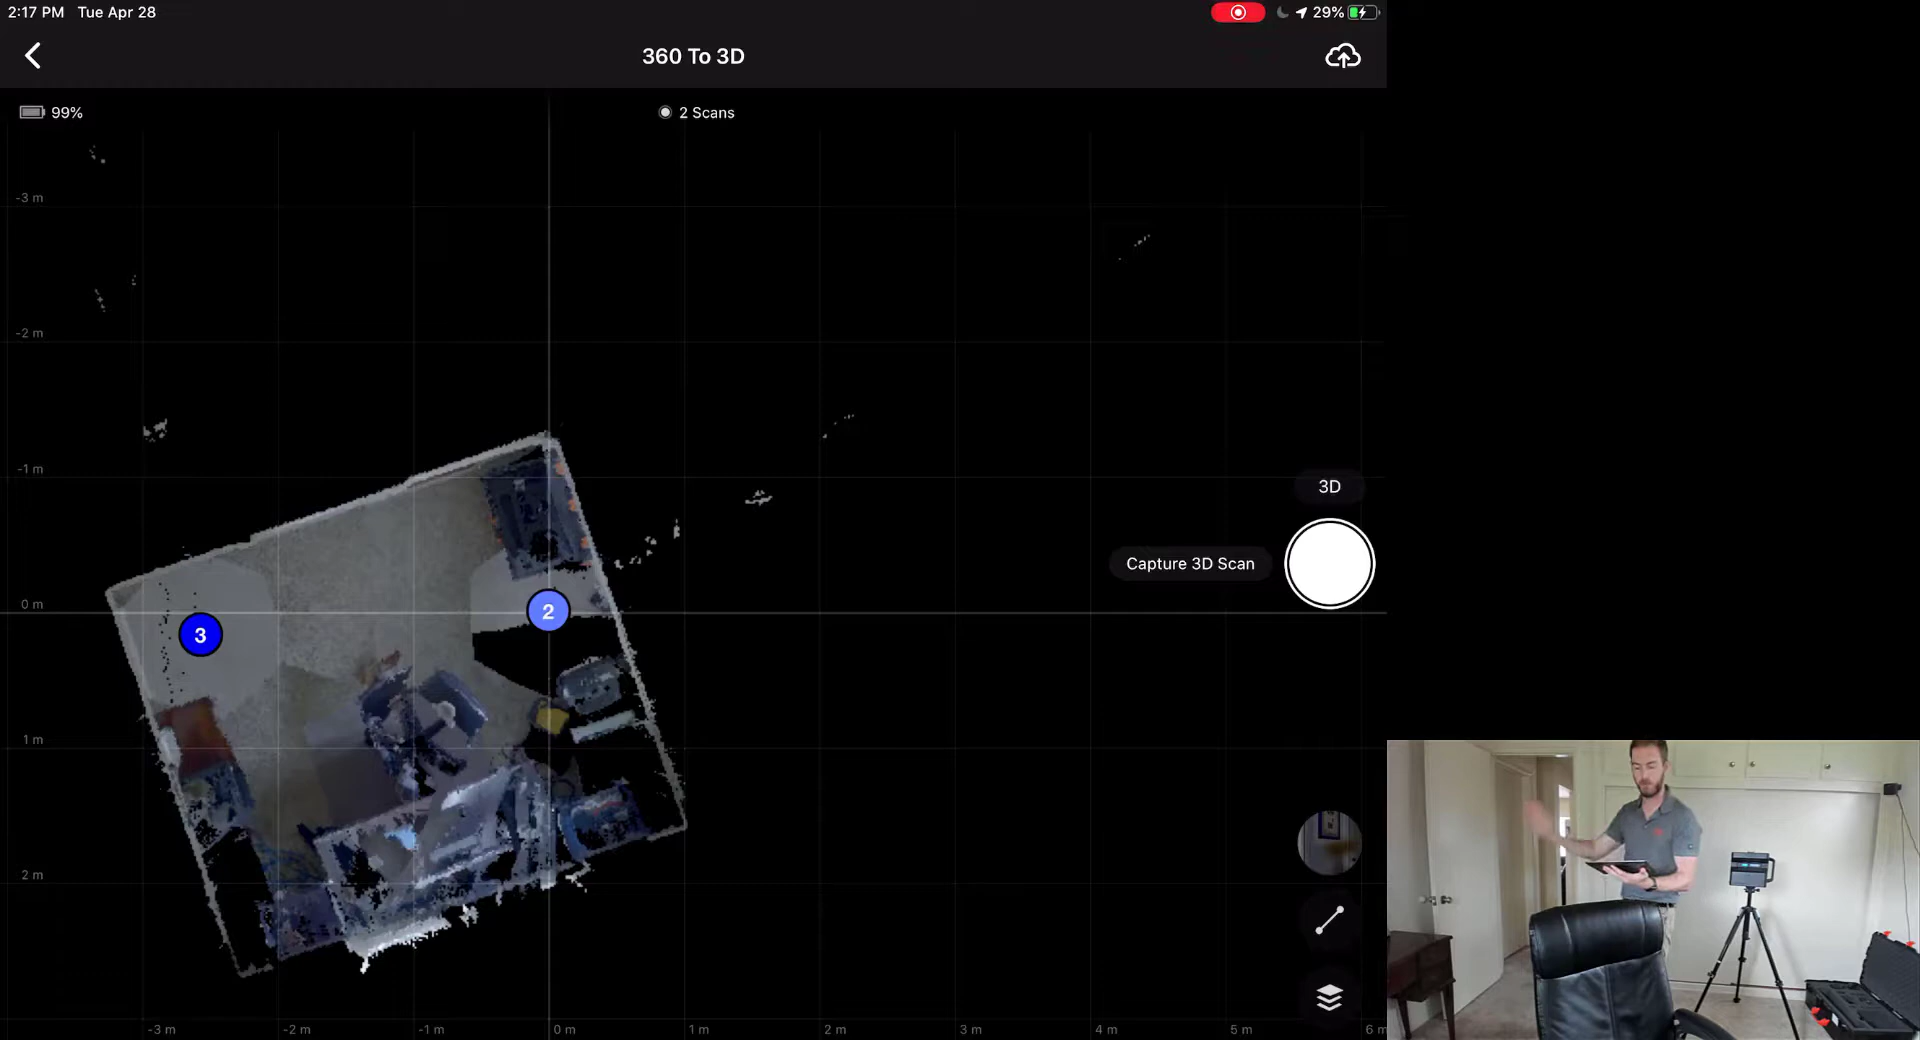 2:17 PM Tue Apr 28
29%
360 To 3D
99%
2 Scans
-3 m
-2 m
-1 m
0 m
1 m
2 m
3
2
3D
Capture 3D Scan
-3 m
-2 m
-1 m
0 m
1 m
2 m
3 m
4 m
5 m
6 m